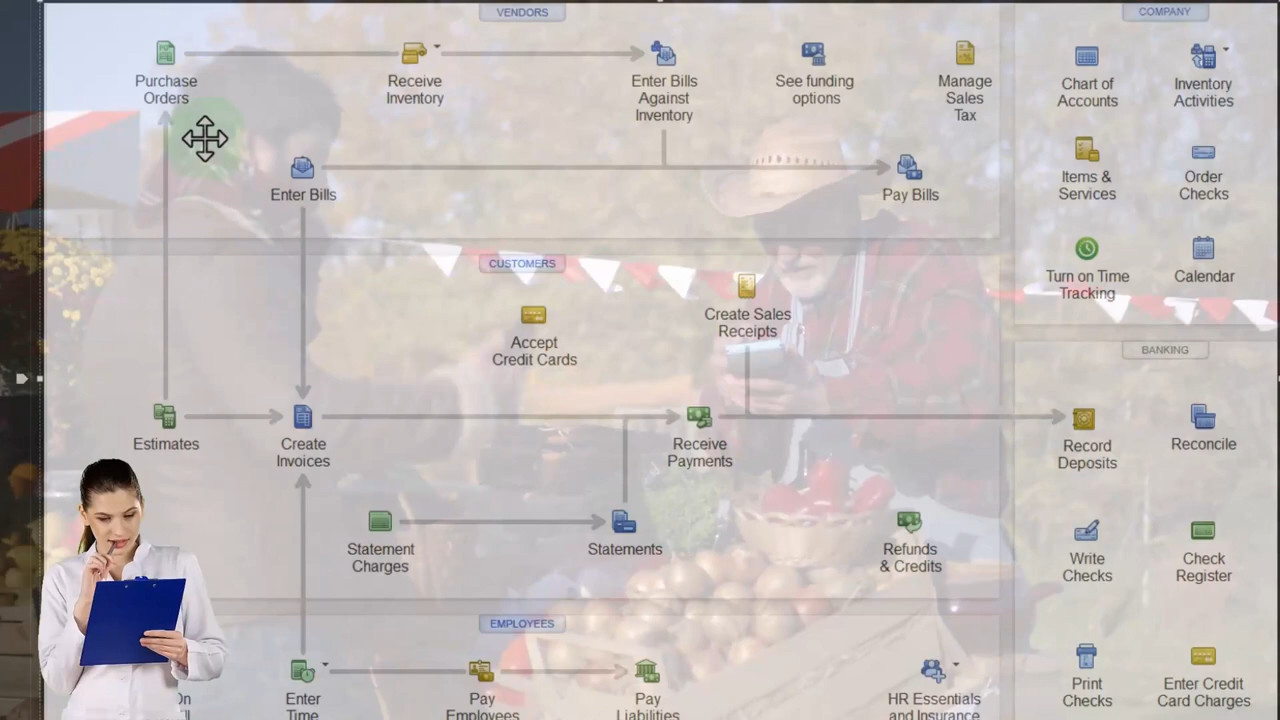 VENDORS
Purchase
Orders
Receive
Inventory
Enter Bills
Against
Inventory
See funding
options
Manage
Sales
Tax
Enter Bills
Pay Bills
CUSTOMERS
Accept
Credit Cards
Create Sales
Receipts
Estimates
Create
Invoices
Receive
Payments
Statement
Charges
Statements
Refunds
& Credits
EMPLOYEES
Enter
Time
Pay
Employees
Pay
Liabilities
HR Essentials
and Insurance
COMPANY
Chart of
Accounts
Inventory
Activities
Items &
Services
Order
Checks
Turn on Time
Tracking
Calendar
BANKING
Record
Deposits
Reconcile
Write
Checks
Check
Register
Print
Checks
Enter Credit
Card Charges